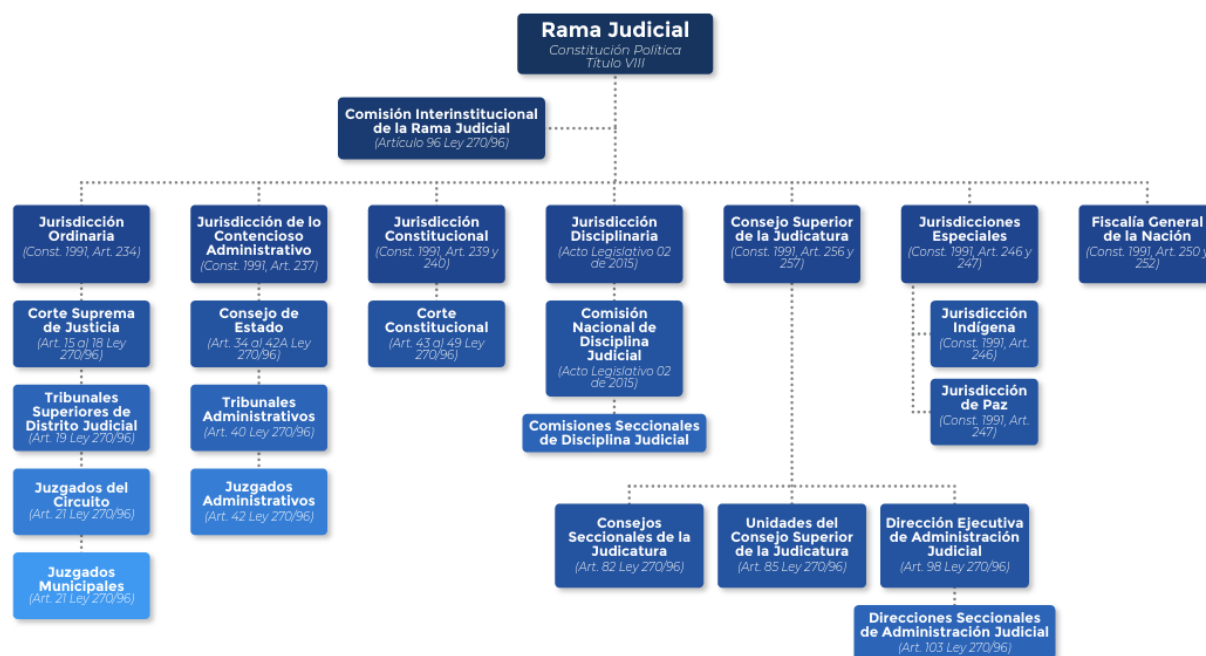 Rama Judicial
Constitución Política
Título VIII
Comisión Interinstitucional
de la Rama Judicial
(Artículo 96 Ley 270/96)
Jurisdicción
Ordinaria
(Const. 1991, Art. 234)
Corte Suprema
de Justicia
(Art. 15 al 18 Ley
270/96)
Tribunales
Superiores de
Distrito Judicial
(Art. 19 Ley 270/96)
Juzgados del
Circuito
(Art. 21 Ley 270/96)
Juzgados
Municipales
(Art. 21 Ley 270/96)
Jurisdicción de lo
Contencioso
Administrativo
(Const. 1991, Art. 237)
Consejo de
Estado
(Art. 34 al 42A Ley
270/96)
Tribunales
Administrativos
(Art. 40 Ley 270/96)
Juzgados
Administrativos
(Art. 42 Ley 270/96)
Jurisdicción
Constitucional
(Const. 1991, Art. 239 y
240)
Corte
Constitucional
(Art. 43 al 49 Ley
270/96)
Jurisdicción
Disciplinaria
(Acto Legislativo 02
de 2015)
Comisión
Nacional de
Disciplina
Judicial
(Acto Legislativo 02
de 2015)
Comisiones Seccionales
de Disciplina Judicial
Consejo Superior
de la Judicatura
(Const. 1991, Art. 256 y
257)
Consejos
Seccionales de la
Judicatura
(Art. 82 Ley 270/96)
Unidades del
Consejo Superior
de la Judicatura
(Art. 85 Ley 270/96)
Dirección Ejecutiva
de Administración
Judicial
(Art. 98 Ley 270/96)
Direcciones Seccionales
de Administración Judicial
(Art. 103 Ley 270/96)
Jurisdicciones
Especiales
(Const. 1991, Art. 246 y
247)
Jurisdicción
Indígena
(Const. 1991, Art.
246)
Jurisdicción
de Paz
(Const. 1991, Art.
247)
Fiscalía General
de la Nación
(Const. 1991, Art. 250 y
252)